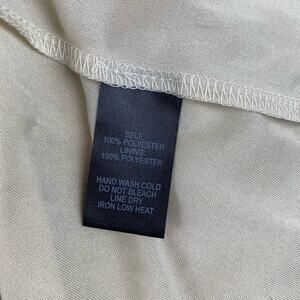 SELF
100% POLYESTER
LINING:
100% POLYESTER
HAND WASH COLD
DO NOT BLEACH
LINE DRY
IRON LOW HEAT